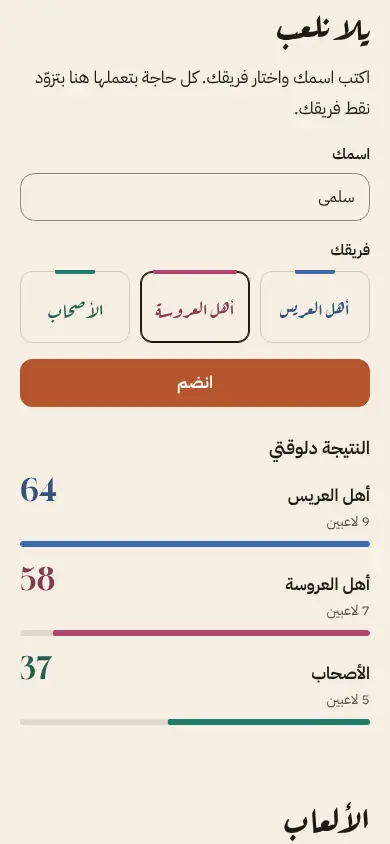 يلا نلعب
اكتب اسمك واختار فريقك. كل حاجة بتعملها هنا بتزوّد
نقط فريقك.
اسمك
سلمى
فريقك
أهل العريس
أهل العروسة
الأصحاب
انضم
النتيجة دلوقتي
أهل العريس
64
9 لاعبين
أهل العروسة
58
7 لاعبين
الأصحاب
37
5 لاعبين
الألعاب